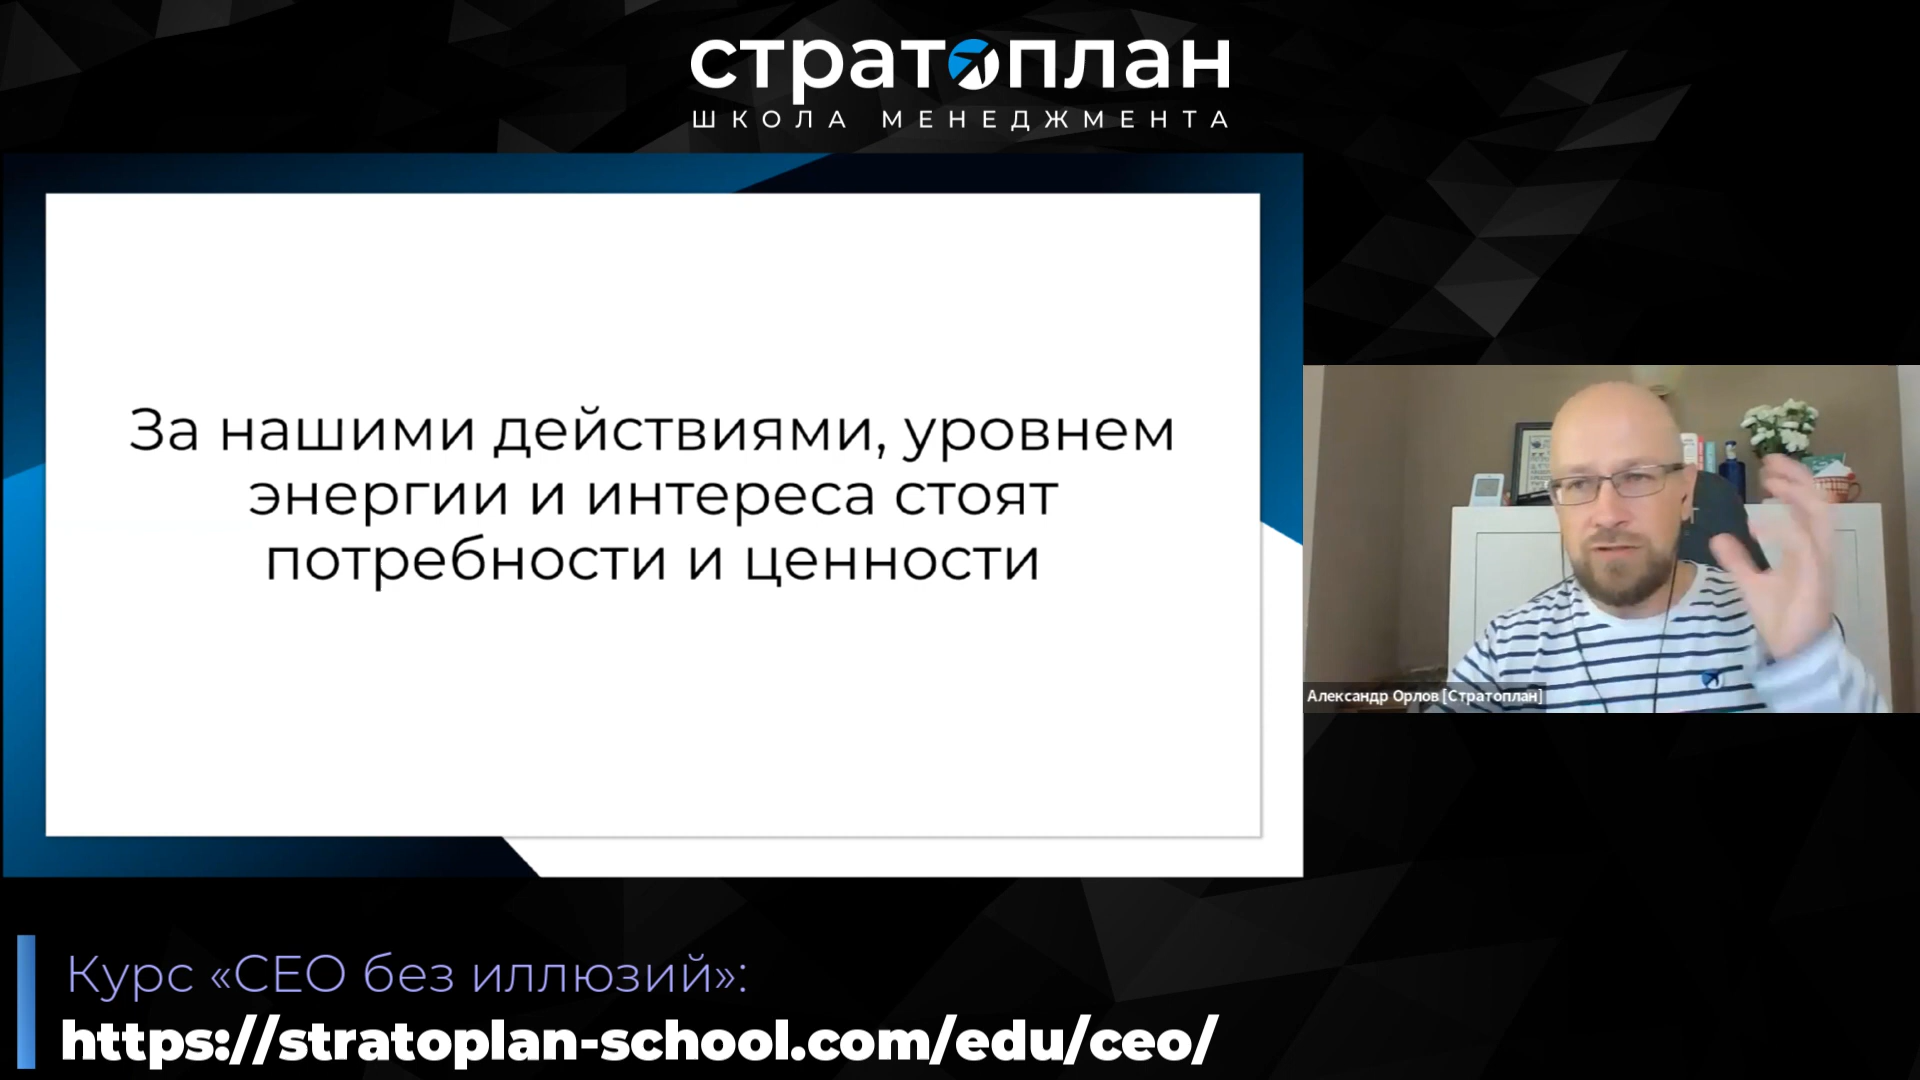 стратоплан
ШКОЛА МЕНЕДЖМЕНТА
За нашими действиями, уровнем
энергии и интереса стоят
потребности и ценности
Александр Орлов [Стратоплан]
Курс «CEO без иллюзий»:
https://stratoplan-school.com/edu/ceo/